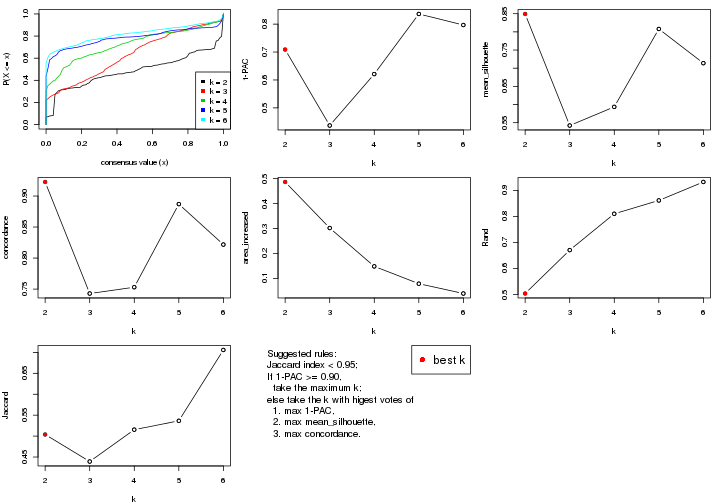 P(X <= x)
0.0 0.2 0.4 0.6 0.8 1.0
0.0 0.2 0.4 0.6 0.8 1.0
consensus value (x)
k = 2
k = 3
k = 4
k = 5
k = 6
1-PAC
0.5 0.6 0.7 0.8
2 3 4 5 6
k
mean_silhouette
0.55 0.65 0.75 0.85
2 3 4 5 6
k
concordance
0.75 0.80 0.85 0.90
2 3 4 5 6
k
area_increased
0.1 0.2 0.3 0.4 0.5
2 3 4 5 6
k
Rand
0.5 0.6 0.7 0.8 0.9
2 3 4 5 6
k
Jaccard
0.45 0.55 0.65
2 3 4 5 6
k
Suggested rules:
Jaccard index < 0.95;
If 1-PAC >= 0.90,
take the maximum k;
else take the k with higest votes of
1. max 1-PAC,
2. max mean_silhouette,
3. max concordance.
best k